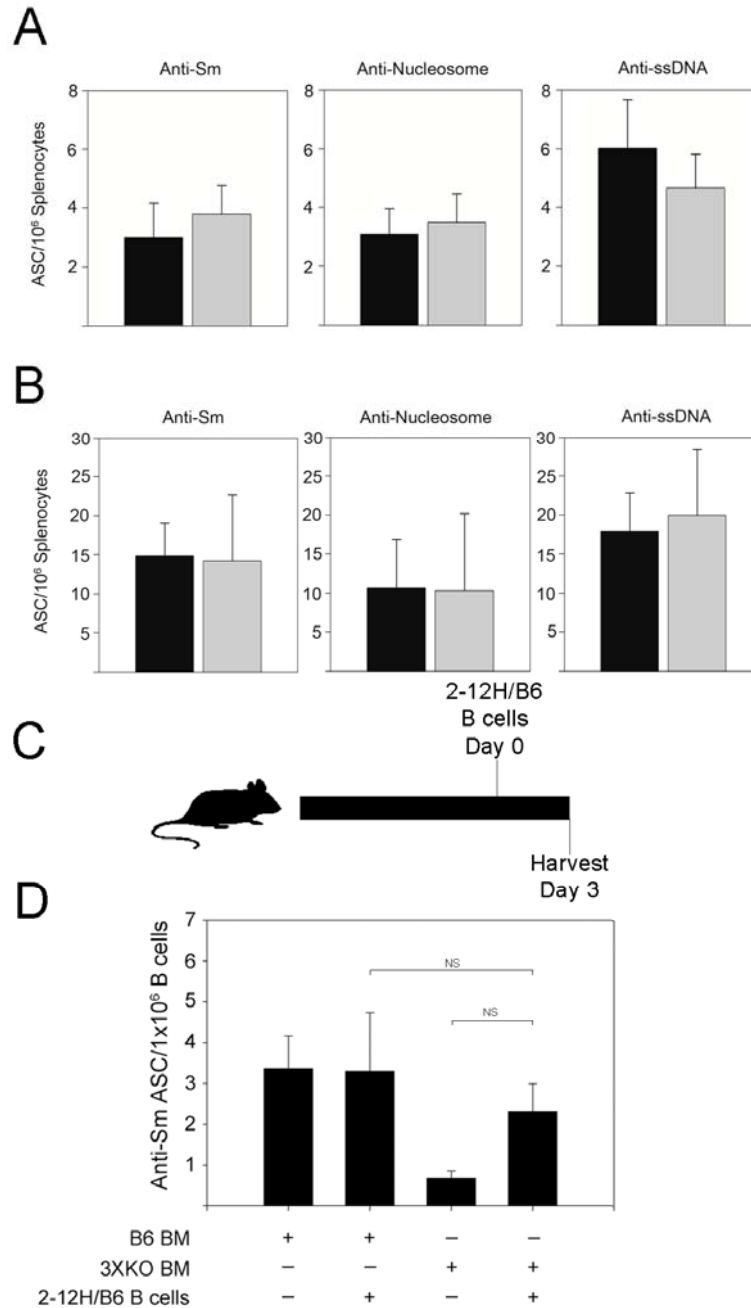 A
Anti-Sm
Anti-Nucleosome
Anti-ssDNA
ASC/10⁶ Splenocytes
8
6
4
2
8
6
4
2
8
6
4
2
B
Anti-Sm
Anti-Nucleosome
Anti-ssDNA
ASC/10⁶ Splenocytes
30
25
20
15
10
5
30
25
20
15
10
5
30
25
20
15
10
5
C
2-12H/B6
B cells
Day 0
Harvest
Day 3
D
Anti-Sm ASC/1x10⁶ B cells
7
6
5
4
3
2
1
NS
NS
B6 BM + + – –
3XKO BM – – + +
2-12H/B6 B cells – + – +